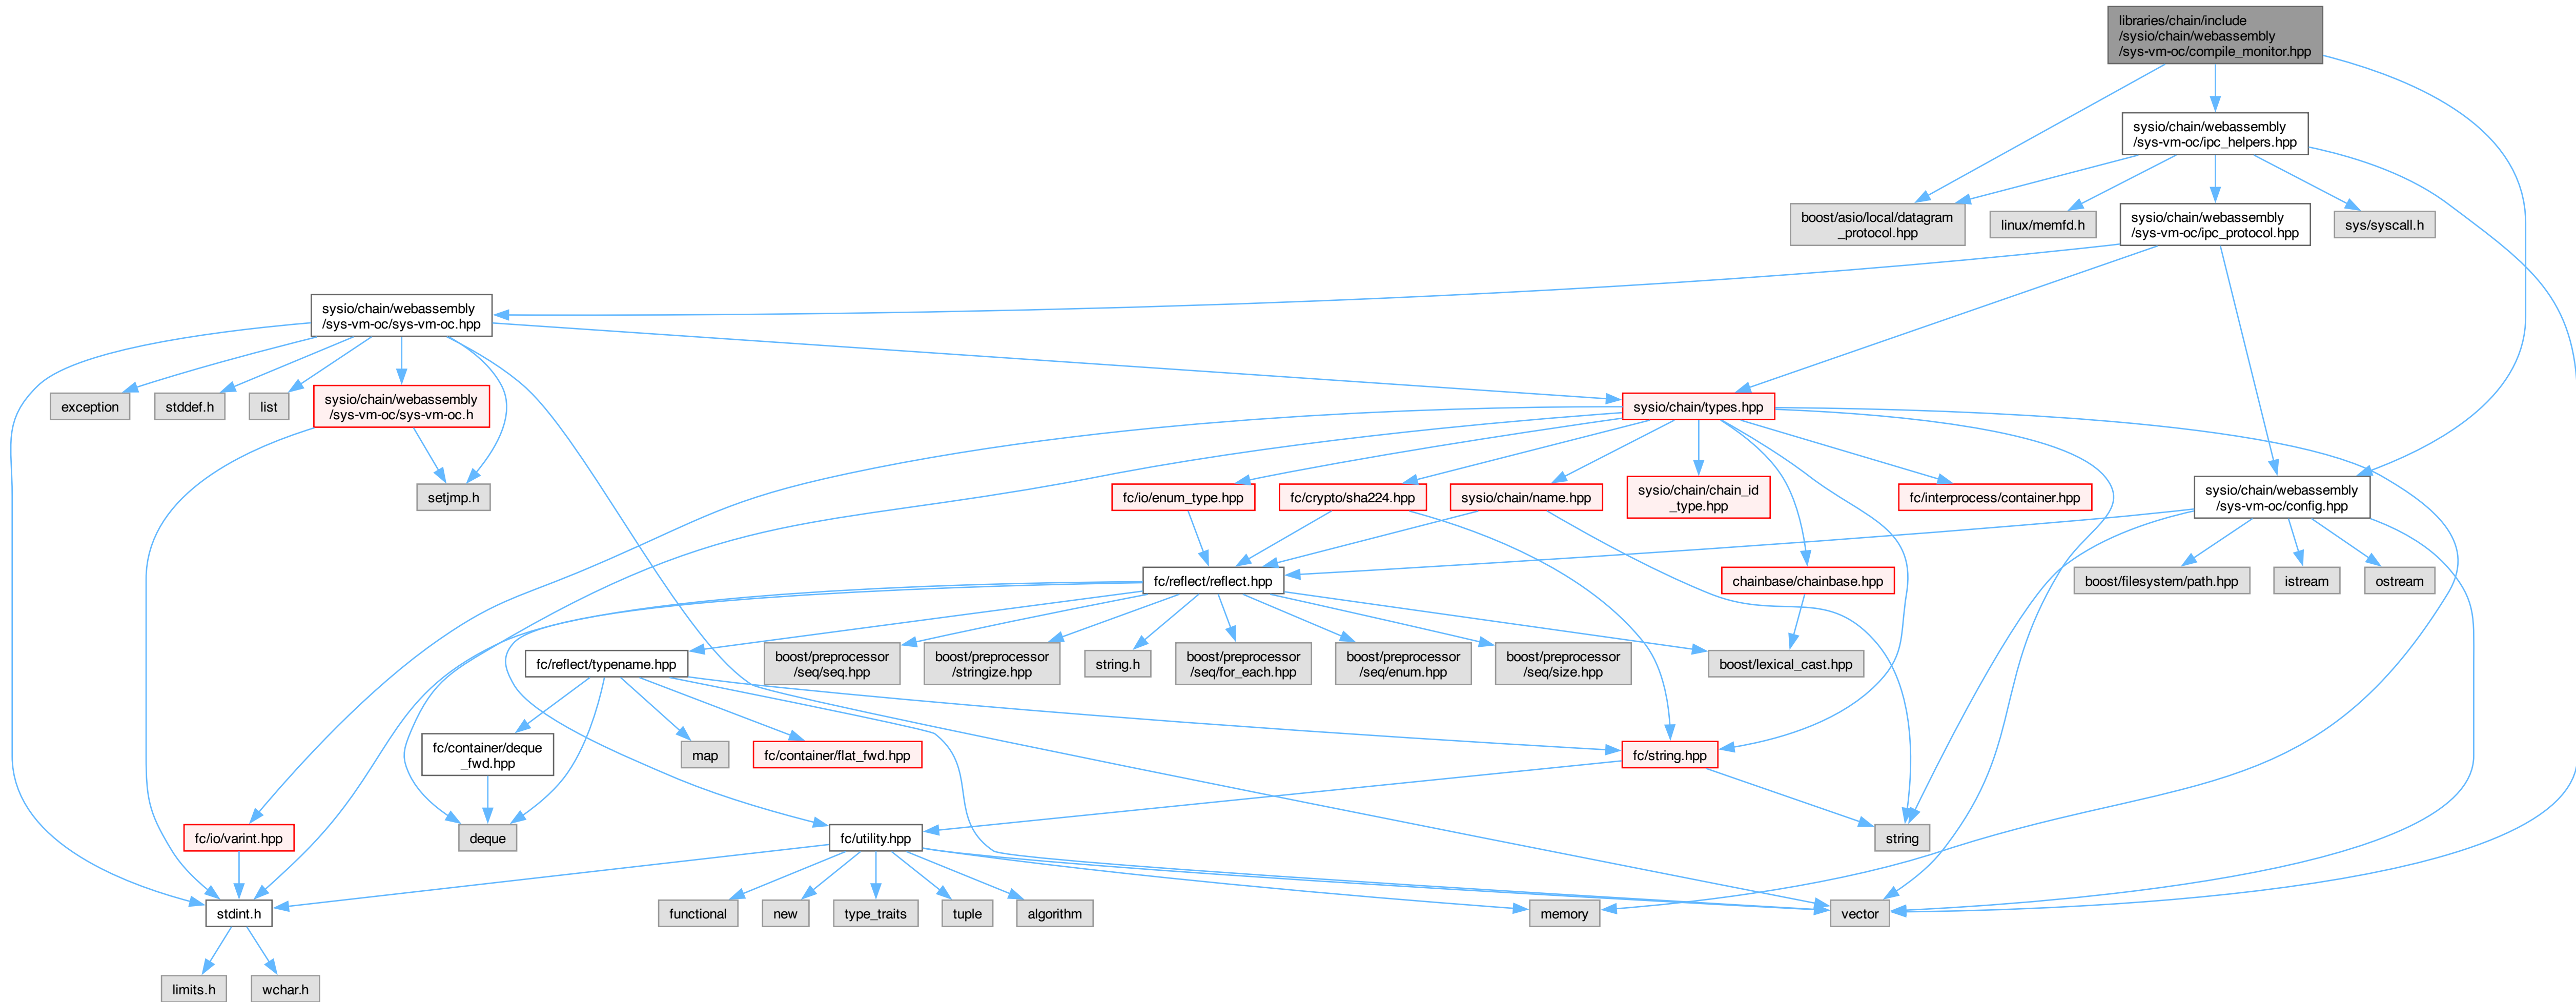 libraries/chain/include
/sysio/chain/webassembly
/sys-vm-oc/compile_monitor.hpp
sysio/chain/webassembly
/sys-vm-oc/ipc_helpers.hpp
boost/asio/local/datagram
_protocol.hpp
linux/memfd.h
sysio/chain/webassembly
/sys-vm-oc/ipc_protocol.hpp
sys/syscall.h
sysio/chain/webassembly
/sys-vm-oc/sys-vm-oc.hpp
exception
stddef.h
list
sysio/chain/webassembly
/sys-vm-oc/sys-vm-oc.h
sysio/chain/types.hpp
setjmp.h
fc/io/enum_type.hpp
fc/crypto/sha224.hpp
sysio/chain/name.hpp
sysio/chain/chain_id
_type.hpp
fc/interprocess/container.hpp
sysio/chain/webassembly
/sys-vm-oc/config.hpp
fc/reflect/reflect.hpp
chainbase/chainbase.hpp
boost/filesystem/path.hpp
istream
ostream
fc/reflect/typename.hpp
boost/preprocessor
/seq/seq.hpp
boost/preprocessor
/stringize.hpp
string.h
boost/preprocessor
/seq/for_each.hpp
boost/preprocessor
/seq/enum.hpp
boost/preprocessor
/seq/size.hpp
boost/lexical_cast.hpp
fc/container/deque
_fwd.hpp
map
fc/container/flat_fwd.hpp
fc/string.hpp
fc/io/varint.hpp
deque
fc/utility.hpp
string
stdint.h
functional
new
type_traits
tuple
algorithm
memory
vector
limits.h
wchar.h